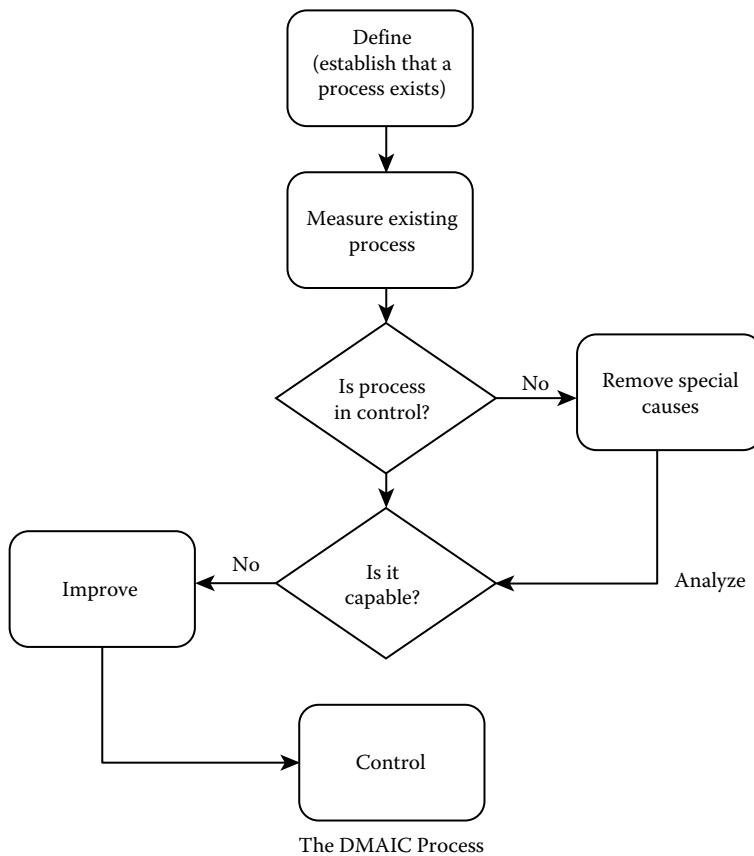 Define
(establish that a
process exists)
Measure existing
process
Is process
in control?
No
Remove special
causes
Analyze
Is it
capable?
No
Improve
Control
The DMAIC Process